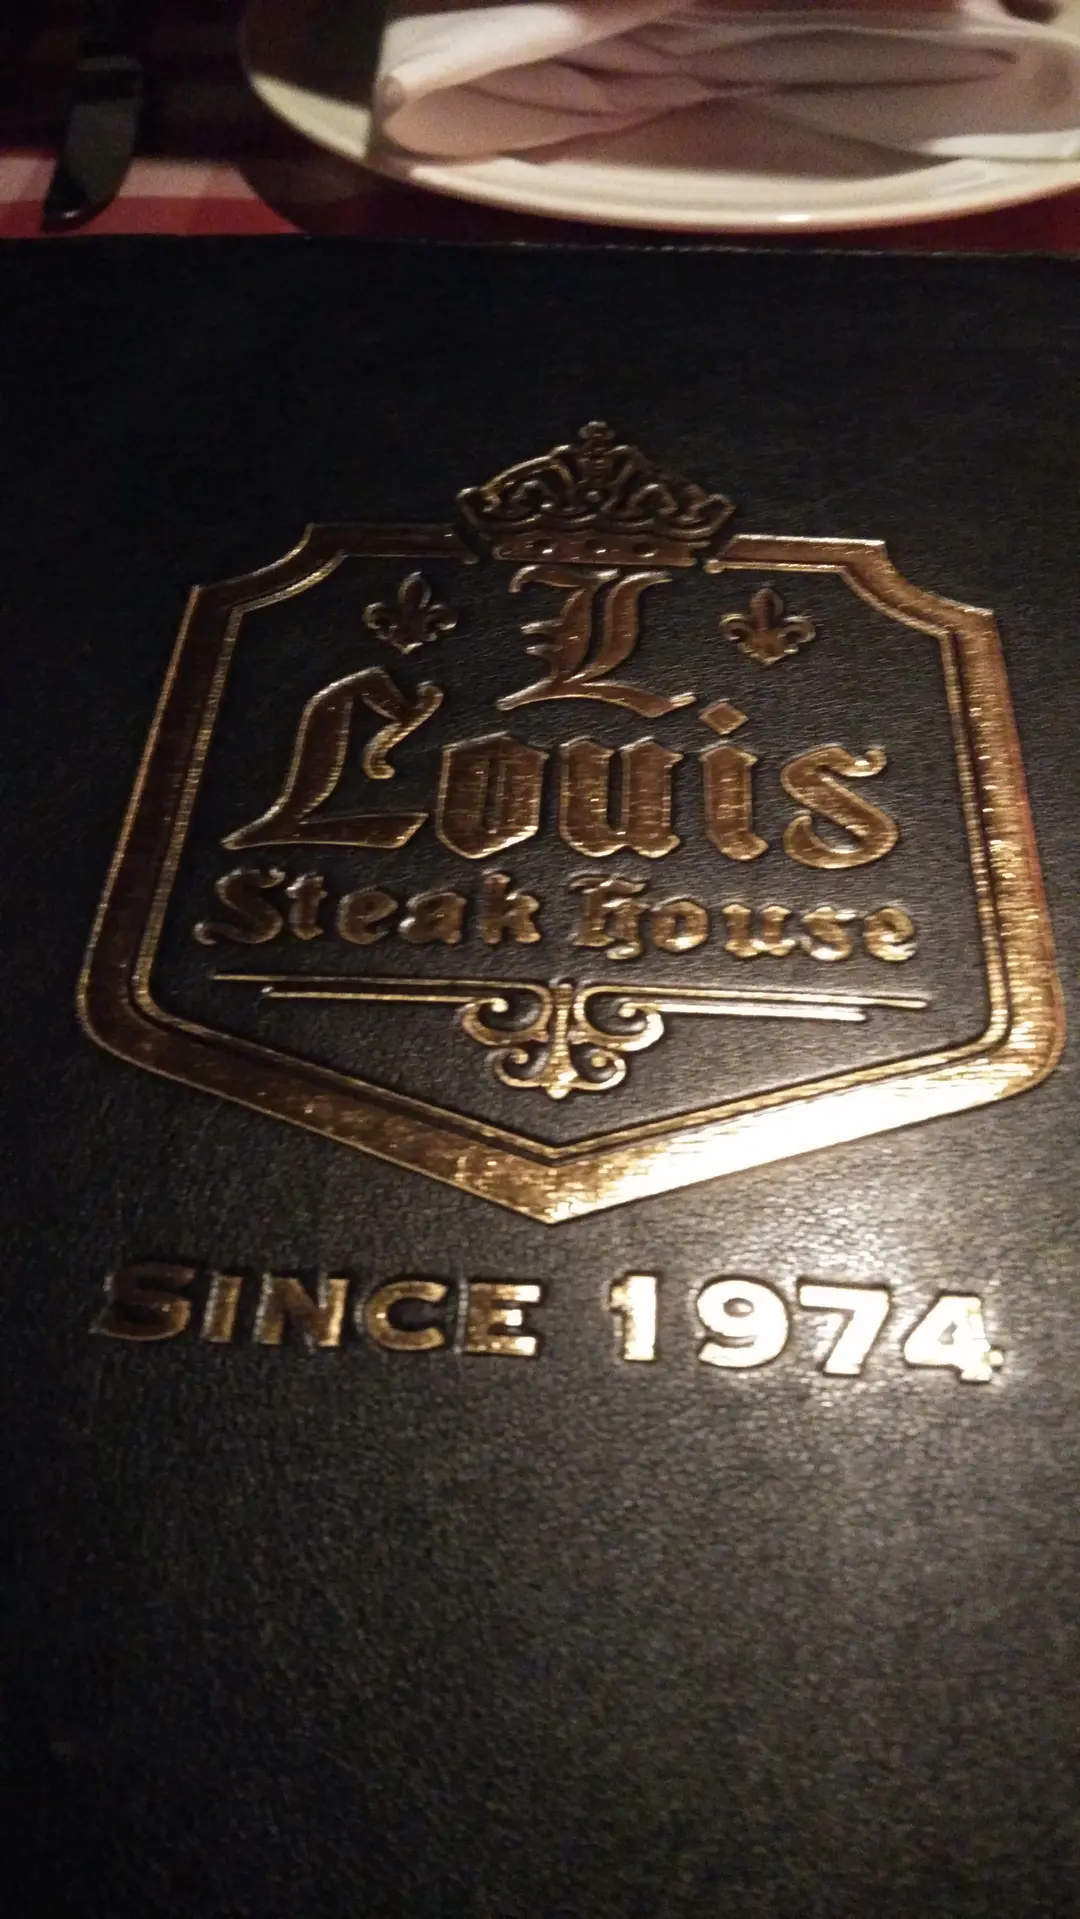 L
Louis
Steak House
SINCE 1974